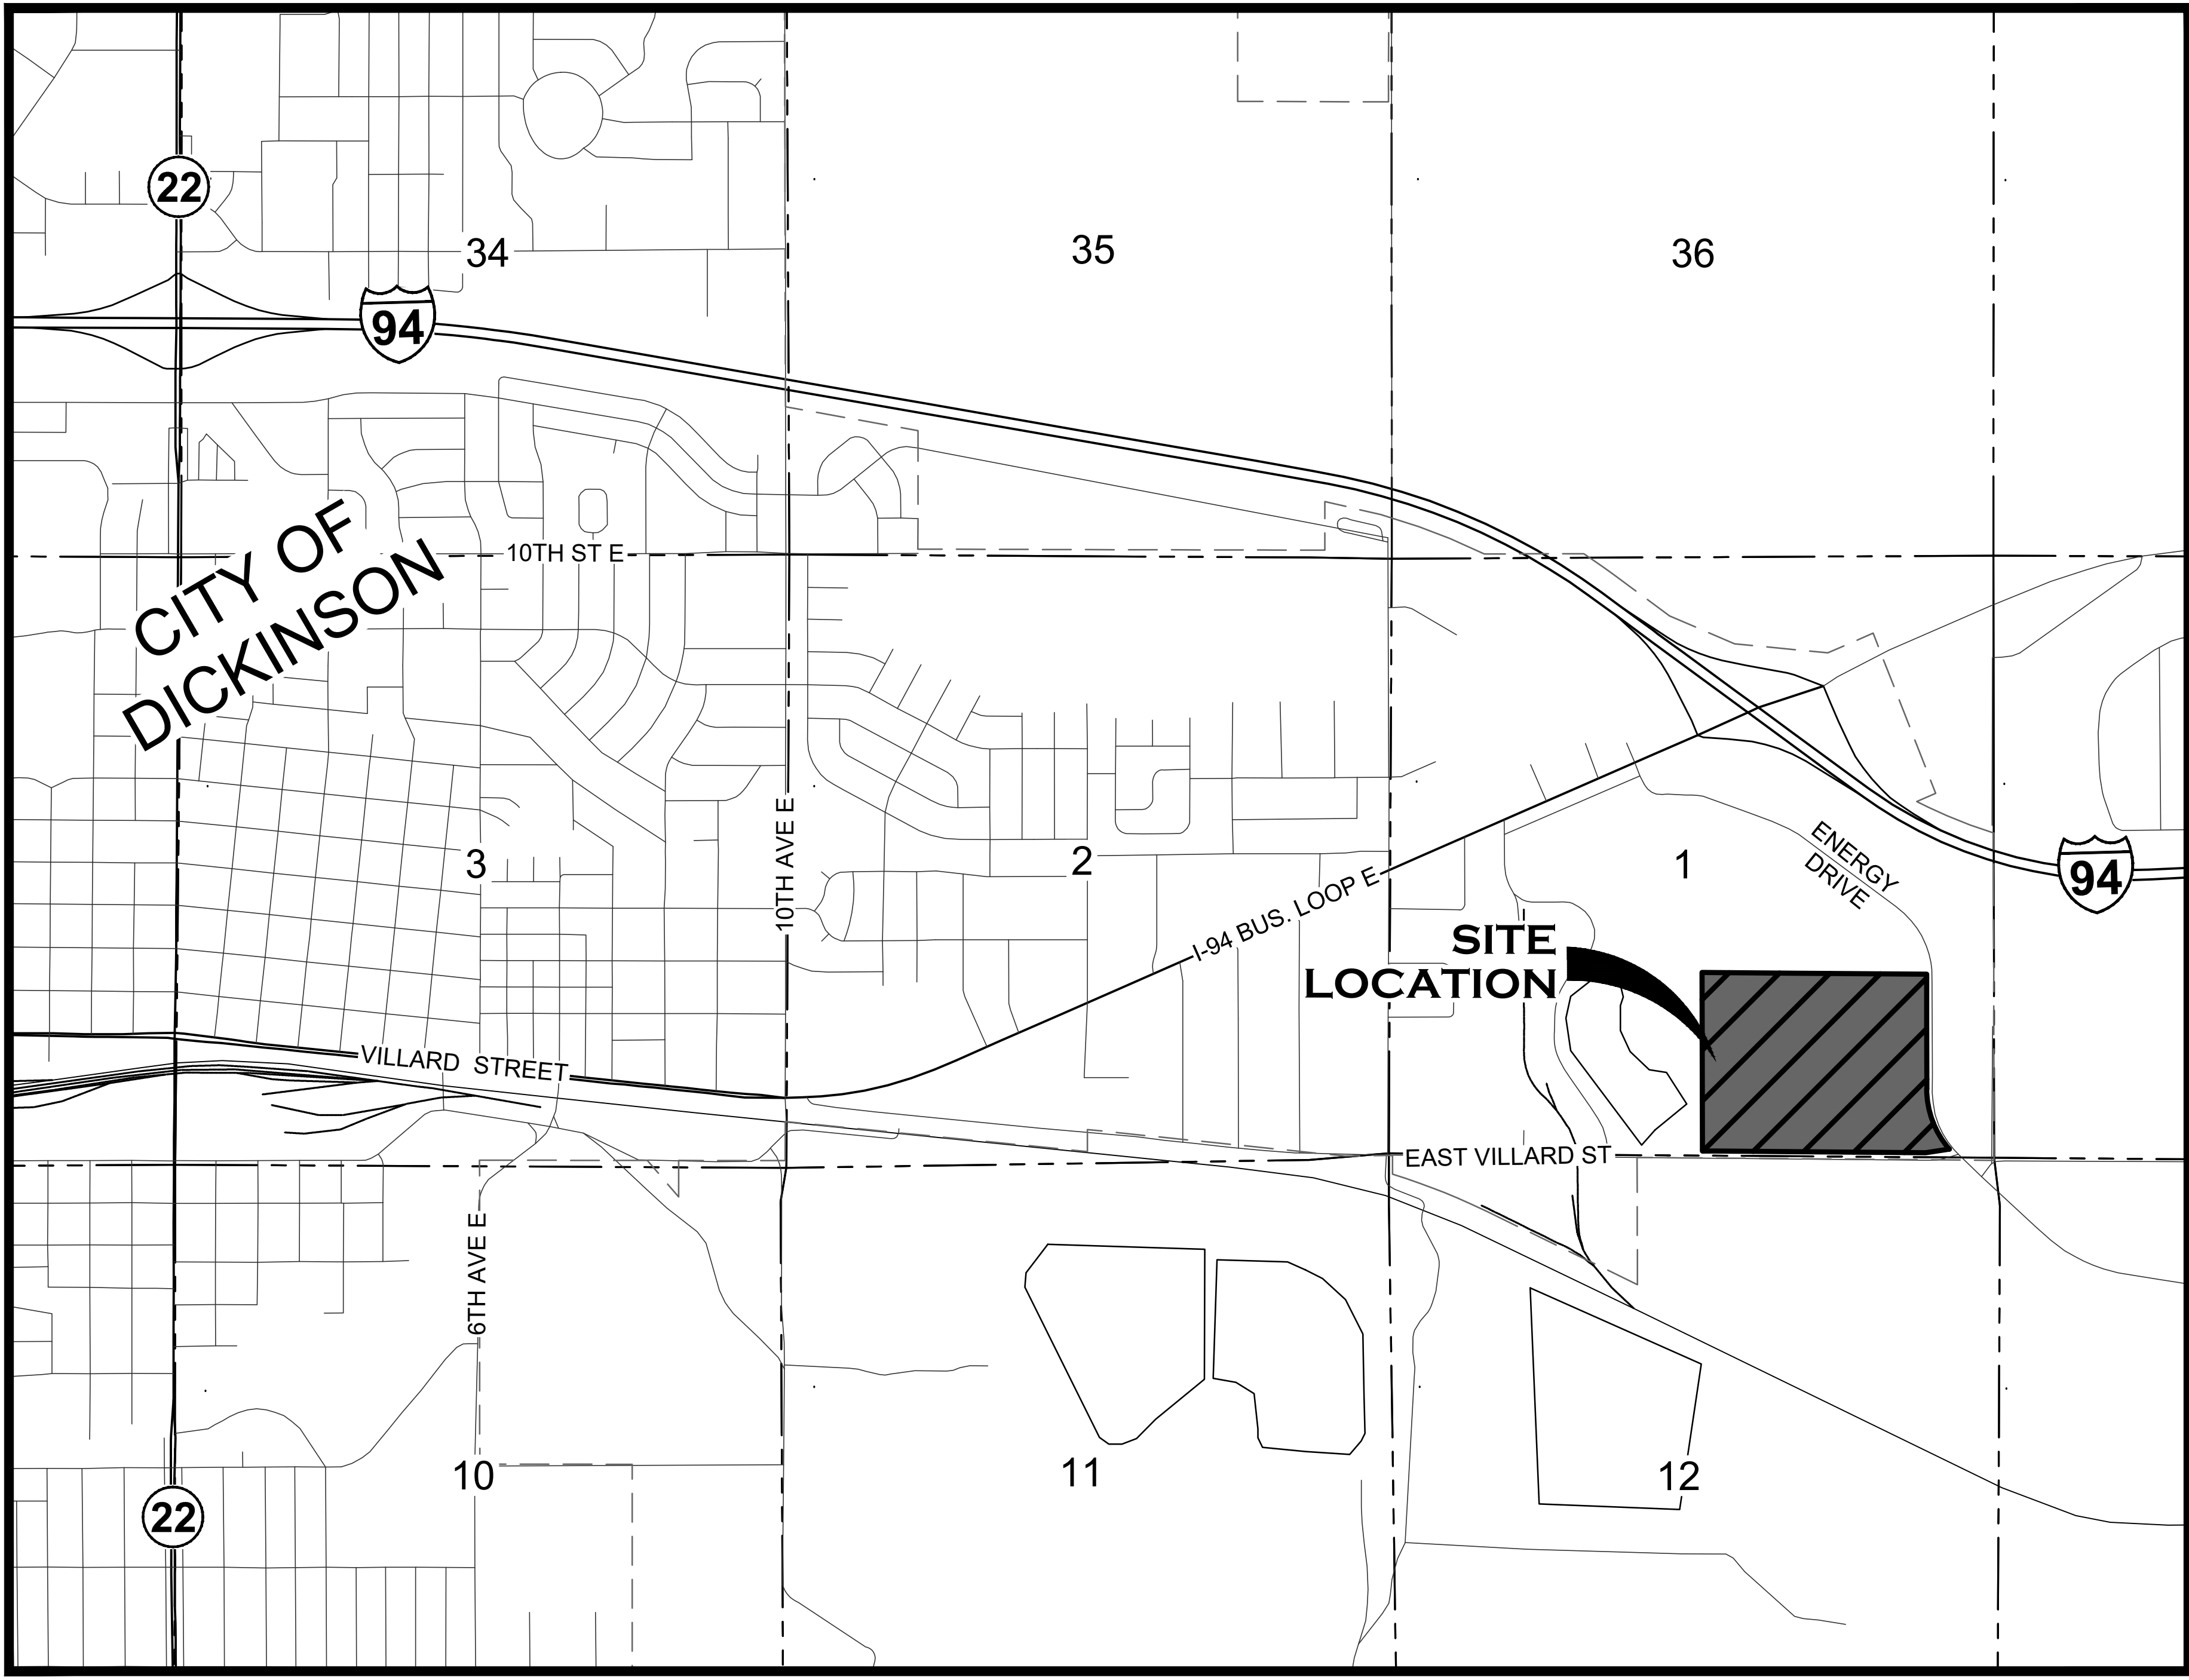 22
34
35
36
94
10TH ST E
CITY OF
DICKINSON
10TH AVE E
3
2
1
ENERGY
DRIVE
94
I-94 BUS. LOOP E
SITE
LOCATION
VILLARD STREET
EAST VILLARD ST
6TH AVE E
10
11
12
22